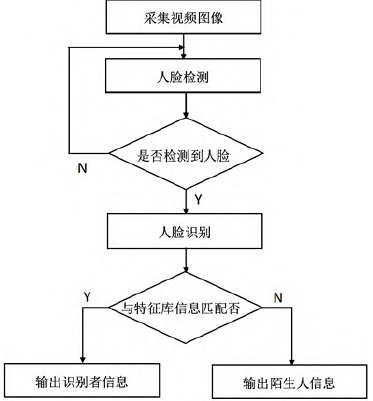 采集视频图像
人脸检测
是否检测到人脸
N
Y
人脸识别
与特征库信息匹配否
Y
N
输出识别者信息
输出陌生人信息